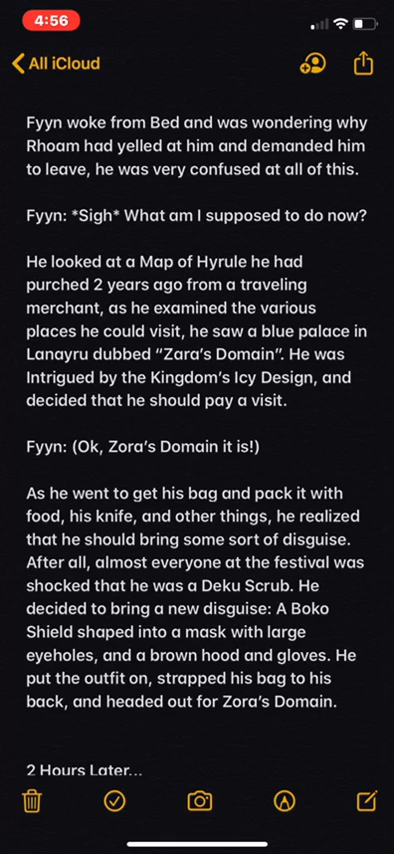 4:56
All iCloud
Fyyn woke from Bed and was wondering why
Rhoam had yelled at him and demanded him
to leave, he was very confused at all of this.
Fyyn: *Sigh* What am I supposed to do now?
He looked at a Map of Hyrule he had
purched 2 years ago from a traveling
merchant, as he examined the various
places he could visit, he saw a blue palace in
Lanayru dubbed “Zara’s Domain”. He was
Intrigued by the Kingdom’s Icy Design, and
decided that he should pay a visit.
Fyyn: (Ok, Zora’s Domain it is!)
As he went to get his bag and pack it with
food, his knife, and other things, he realized
that he should bring some sort of disguise.
After all, almost everyone at the festival was
shocked that he was a Deku Scrub. He
decided to bring a new disguise: A Boko
Shield shaped into a mask with large
eyeholes, and a brown hood and gloves. He
put the outfit on, strapped his bag to his
back, and headed out for Zora’s Domain.
2 Hours Later...